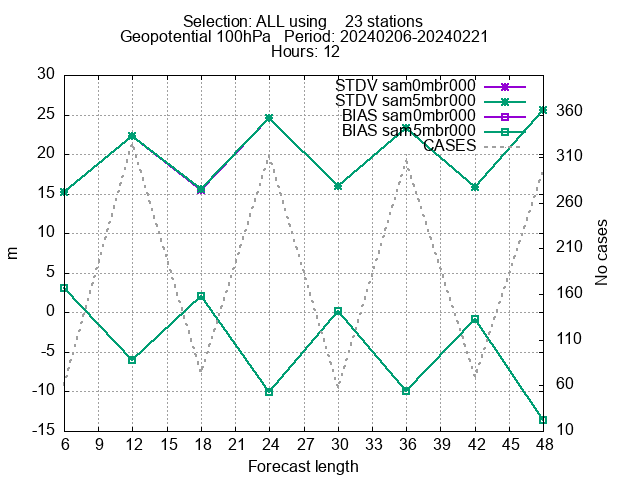 Selection: ALL using    23 stations
Geopotential 100hPa   Period: 20240206-20240221
Hours: 12
STDV sam0mbr000
STDV sam5mbr000
BIAS sam0mbr000
BIAS sam5mbr000
CASES
30
25
20
15
10
5
0
-5
-10
-15
m
360
310
260
210
160
110
60
10
No cases
6 9 12 15 18 21 24 27 30 33 36 39 42 45 48
Forecast length